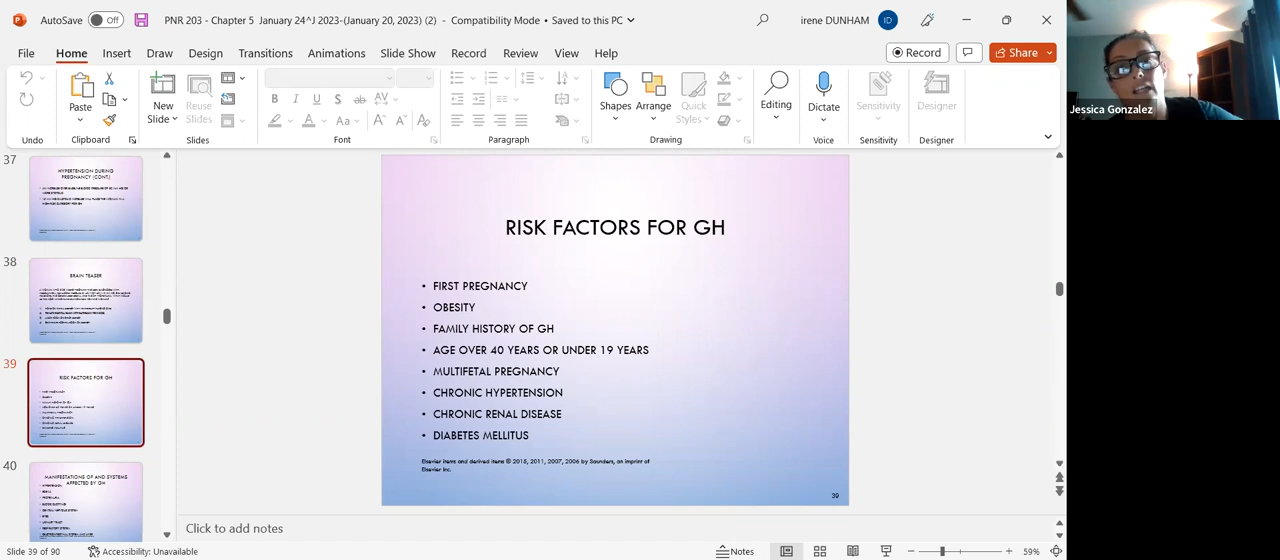 AutoSave Off PNR 203 - Chapter 5 January 24^J 2023-(January 20, 2023) (2) - Compatibility Mode • Saved to this PC irene DUNHAM ID
File Home Insert Draw Design Transitions Animations Slide Show Record Review View Help Record Share
Jessica Gonzalez
Paste New Slide Reuse Slides Shapes Arrange Quick Styles Editing Dictate Sensitivity Designer
Undo Clipboard Slides Font Paragraph Drawing Voice Sensitivity Designer
37
HYPERTENSION DURING
PREGNANCY (CONT.)
38
BRAIN TEASER
39
RISK FACTORS FOR GH
40
MANIFESTATIONS OF AND SYSTEMS
AFFECTED BY GH
RISK FACTORS FOR GH
• FIRST PREGNANCY
• OBESITY
• FAMILY HISTORY OF GH
• AGE OVER 40 YEARS OR UNDER 19 YEARS
• MULTIFETAL PREGNANCY
• CHRONIC HYPERTENSION
• CHRONIC RENAL DISEASE
• DIABETES MELLITUS
Elsevier items and derived items © 2015, 2011, 2007, 2006 by Saunders, an imprint of
Elsevier Inc.
39
Click to add notes
Slide 39 of 90 Accessibility: Unavailable Notes 59%